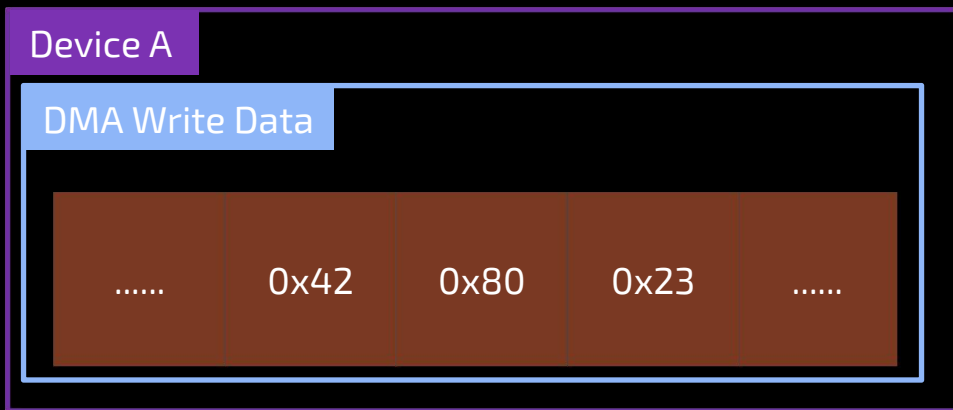 Device A
DMA Write Data
...... 0x42 0x80 0x23 ......